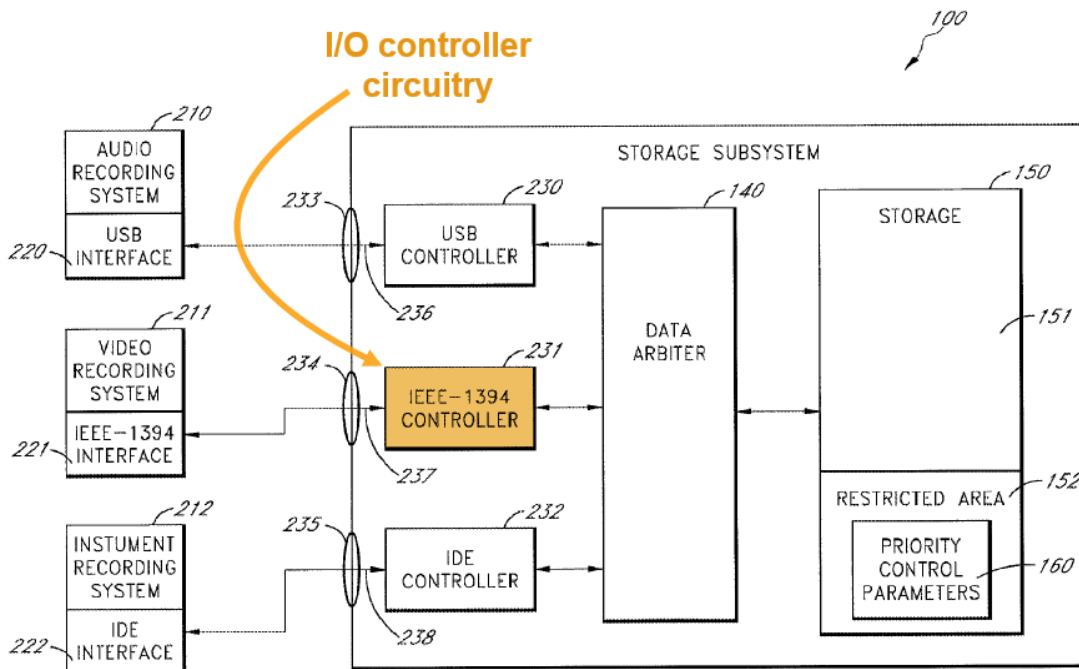 I/O controller
circuitry
100
210
AUDIO
RECORDING
SYSTEM
USB
INTERFACE
220
STORAGE SUBSYSTEM
233
230
USB
CONTROLLER
236
140
DATA
ARBITER
150
STORAGE
151
211
VIDEO
RECORDING
SYSTEM
IEEE-1394
INTERFACE
221
234
231
IEEE-1394
CONTROLLER
237
212
INSTUMENT
RECORDING
SYSTEM
IDE
INTERFACE
222
235
232
IDE
CONTROLLER
238
RESTRICTED AREA
152
PRIORITY
CONTROL
PARAMETERS
160